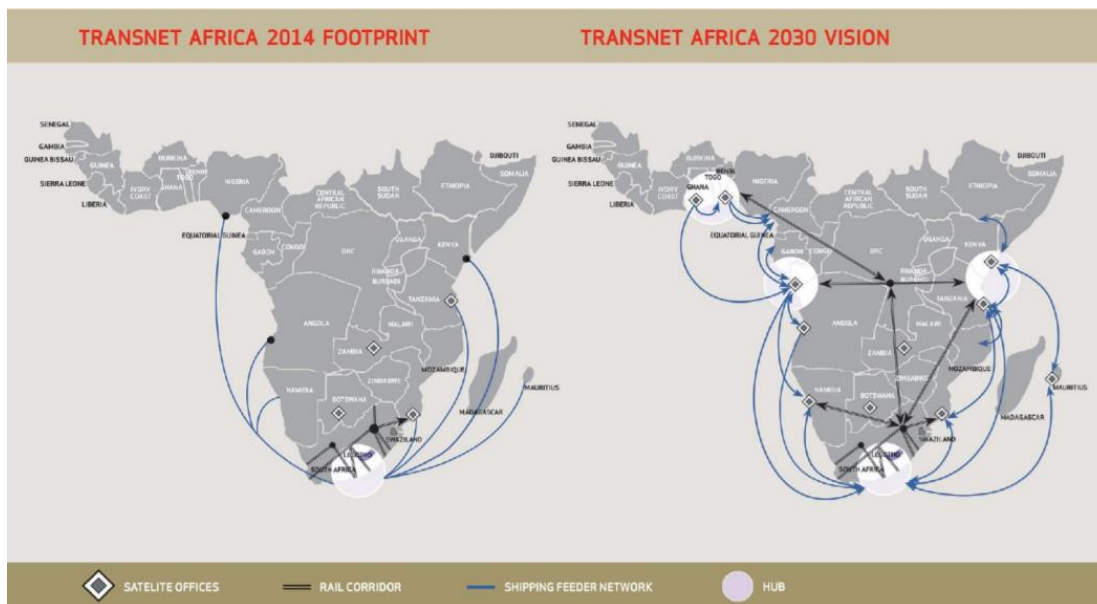 TRANSNET AFRICA 2014 FOOTPRINT
SENEGAL
GAMBIA
GUINEA BISSAU
GUINEA
SIERRA LEONE
LIBERIA
IVORY COAST
BURKINA
GHANA
TOGO
BENIN
NIGERIA
CAMEROON
EQUATORIAL GUINEA
CENTRAL AFRICAN REPUBLIC
SOUTH SUDAN
ETHIOPIA
DJIBOUTI
SOMALIA
GABON
CONGO
DRC
UGANDA
KENYA
RWANDA
BURUNDI
TANZANIA
ANGOLA
ZAMBIA
MALAWI
MOZAMBIQUE
ZIMBABWE
NAMIBIA
BOTSWANA
MADAGASCAR
MAURITIUS
SWAZILAND
LESOTHO
SOUTH AFRICA
TRANSNET AFRICA 2030 VISION
SENEGAL
GAMBIA
GUINEA BISSAU
GUINEA
SIERRA LEONE
LIBERIA
IVORY COAST
BURKINA
GHANA
TOGO
BENIN
NIGERIA
CAMEROON
EQUATORIAL GUINEA
CENTRAL AFRICAN REPUBLIC
SOUTH SUDAN
ETHIOPIA
DJIBOUTI
SOMALIA
GABON
CONGO
DRC
UGANDA
KENYA
RWANDA
BURUNDI
TANZANIA
ANGOLA
ZAMBIA
MALAWI
MOZAMBIQUE
ZIMBABWE
NAMIBIA
BOTSWANA
MADAGASCAR
MAURITIUS
SWAZILAND
LESOTHO
SOUTH AFRICA
SATELITE OFFICES
RAIL CORRIDOR
SHIPPING FEEDER NETWORK
HUB